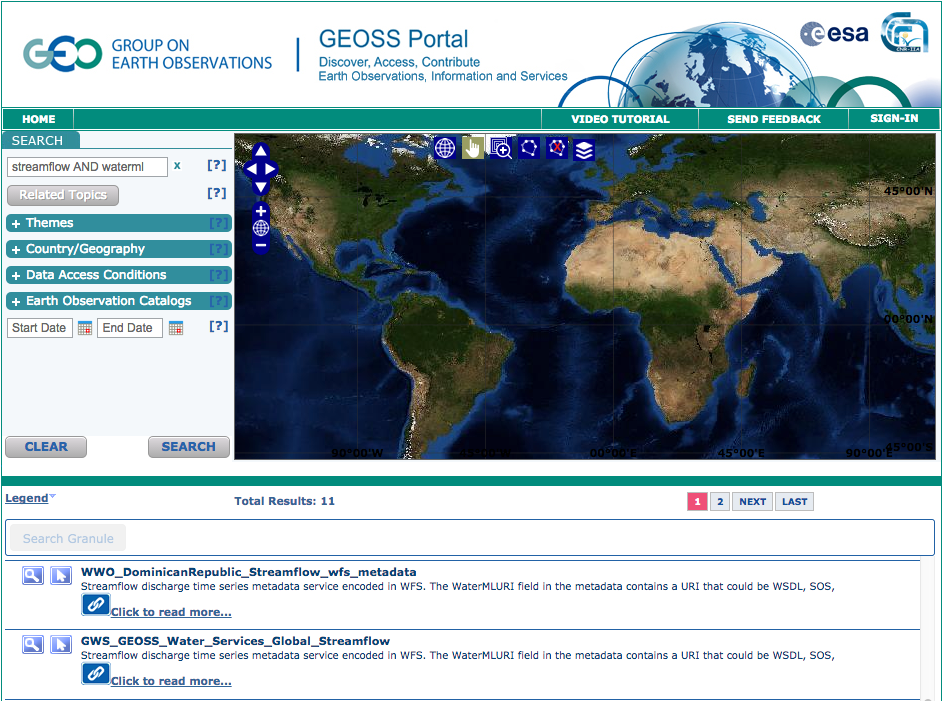 GEO GROUP ON
EARTH OBSERVATIONS
GEOSS Portal
Discover, Access, Contribute
Earth Observations, Information and Services
esa
CNR-IIA
HOME
VIDEO TUTORIAL
SEND FEEDBACK
SIGN-IN
SEARCH
streamflow AND waterml x [?]
Related Topics [?]
+ Themes [?]
+ Country/Geography [?]
+ Data Access Conditions [?]
+ Earth Observation Catalogs [?]
Start Date End Date [?]
CLEAR SEARCH
45°00'N
00°00'N
45°00'S
90°00'W 00°00'E 45°00'E 90°00'E
Legend
Total Results: 11
1 2 NEXT LAST
Search Granule
WWO_DominicanRepublic_Streamflow_wfs_metadata
Streamflow discharge time series metadata service encoded in WFS. The WaterMLURI field in the metadata contains a URI that could be WSDL, SOS,
Click to read more...
GWS_GEOSS_Water_Services_Global_Streamflow
Streamflow discharge time series metadata service encoded in WFS. The WaterMLURI field in the metadata contains a URI that could be WSDL, SOS,
Click to read more...